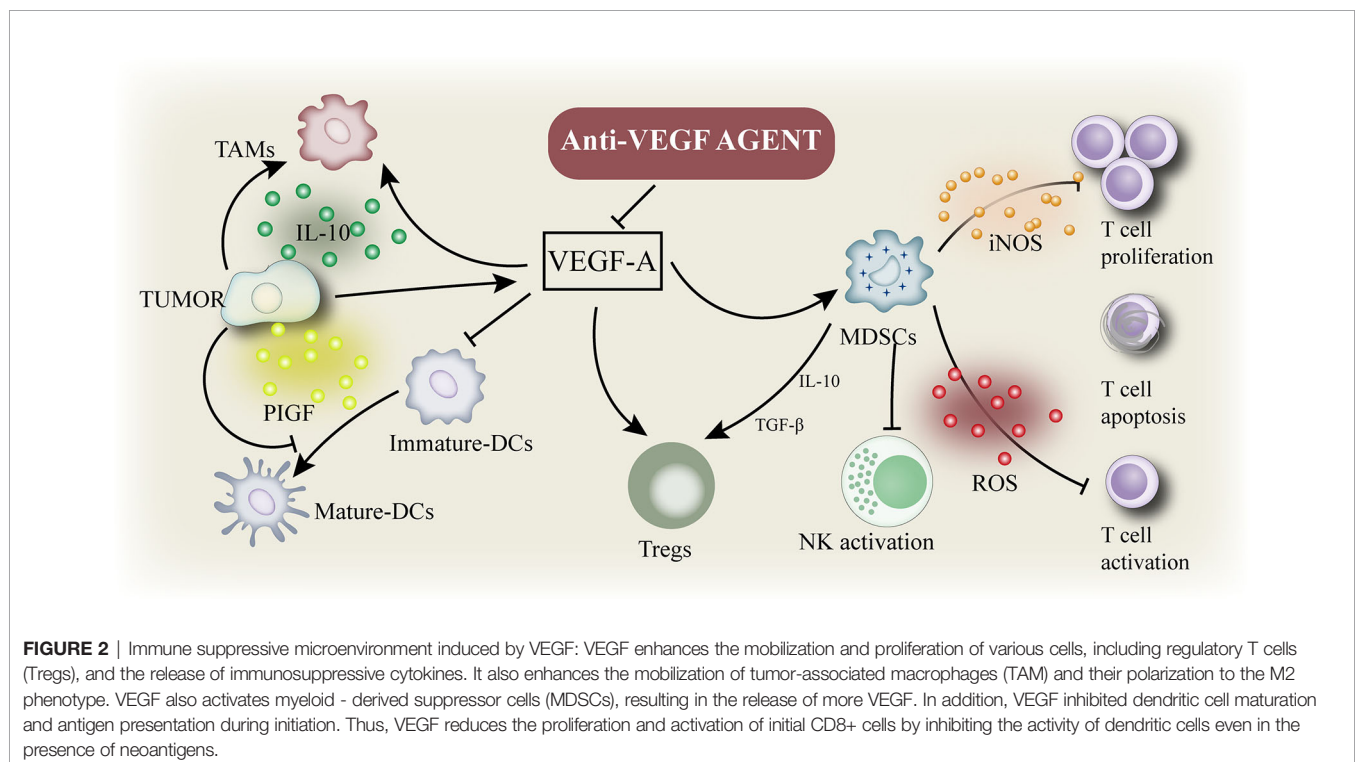 Anti-VEGF AGENT
TAMs
IL-10
iNOS
T cell
proliferation
VEGF-A
TUMOR
MDSCs
IL-10
T cell
apoptosis
PIGF
TGF-β
Immature-DCs
ROS
Mature-DCs
Tregs
NK activation
T cell
activation
FIGURE 2 | Immune suppressive microenvironment induced by VEGF: VEGF enhances the mobilization and proliferation of various cells, including regulatory T cells
(Tregs), and the release of immunosuppressive cytokines. It also enhances the mobilization of tumor-associated macrophages (TAM) and their polarization to the M2
phenotype. VEGF also activates myeloid - derived suppressor cells (MDSCs), resulting in the release of more VEGF. In addition, VEGF inhibited dendritic cell maturation
and antigen presentation during initiation. Thus, VEGF reduces the proliferation and activation of initial CD8+ cells by inhibiting the activity of dendritic cells even in the
presence of neoantigens.